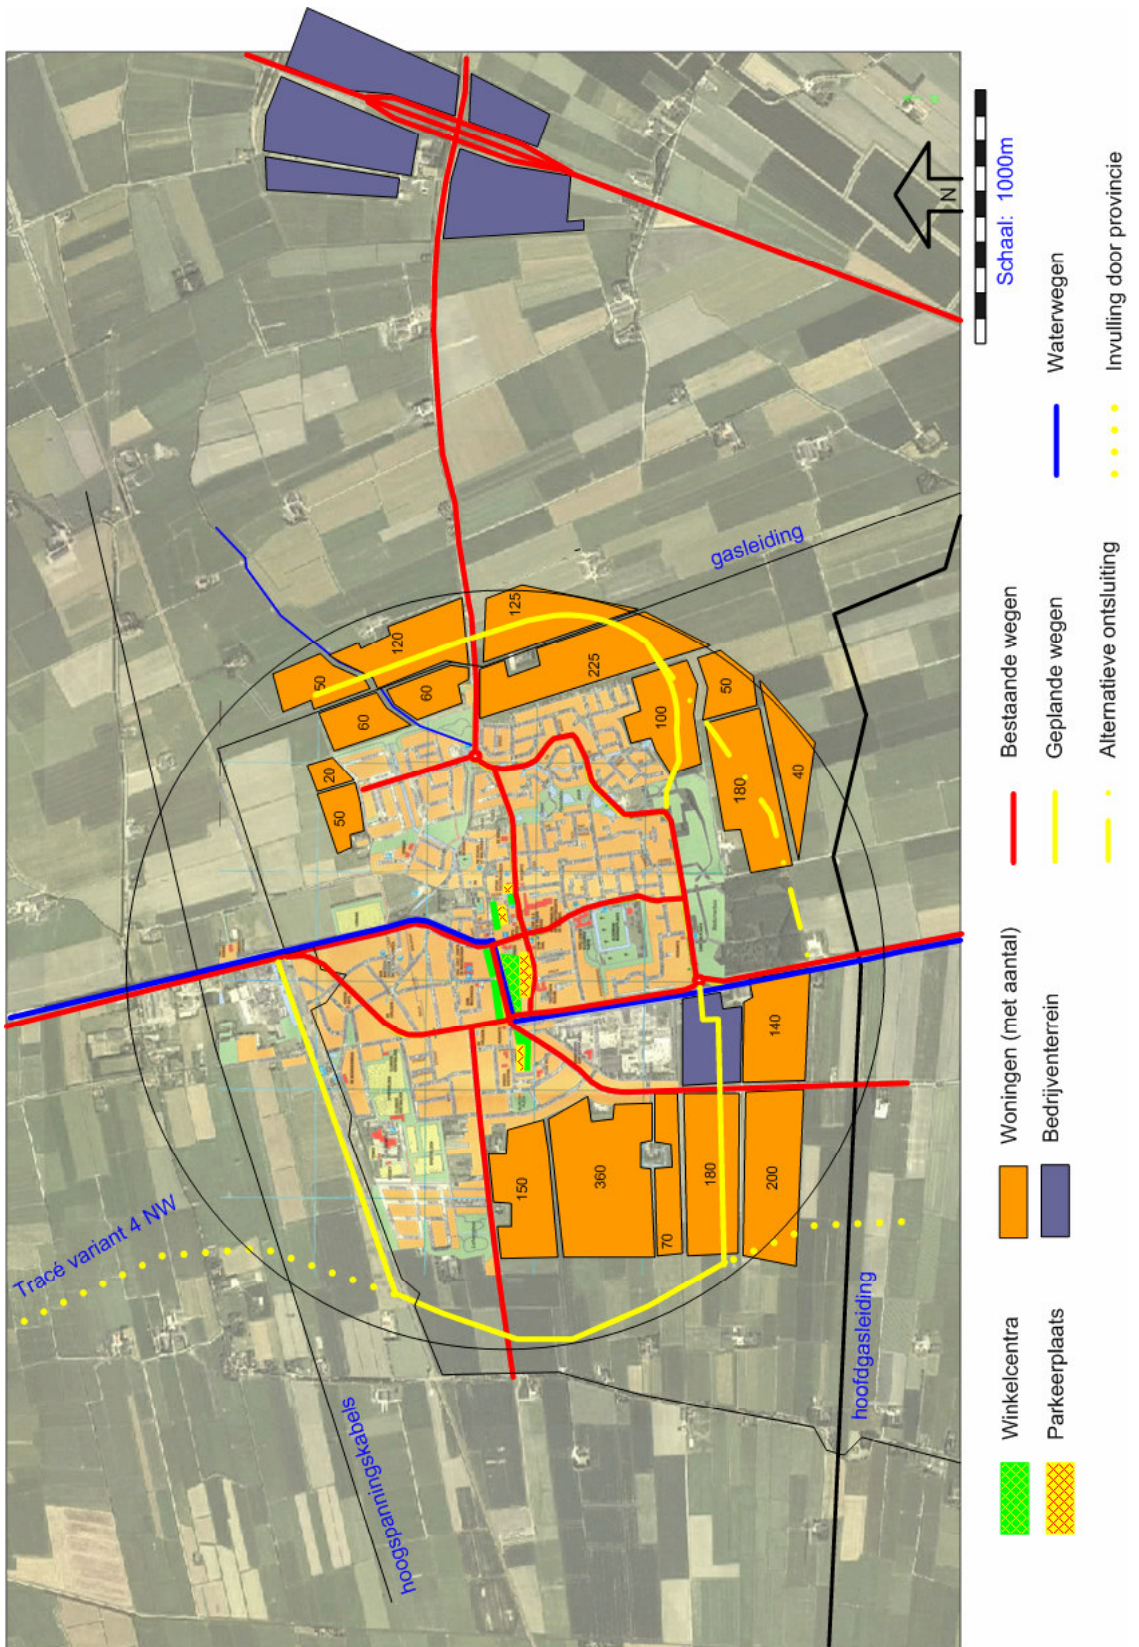 Tracé variant 4 NW
hoogspanningskabels
hoofdgasleiding
gasleiding
50
20
60
50
60
120
125
225
100
50
180
40
150
360
70
180
200
140
Schaal: 1000m
N
Winkelcentra
Parkeerplaats
Woningen (met aantal)
Bedrijventerrein
Bestaande wegen
Geplande wegen
Alternatieve ontsluiting
Waterwegen
Invulling door provincie